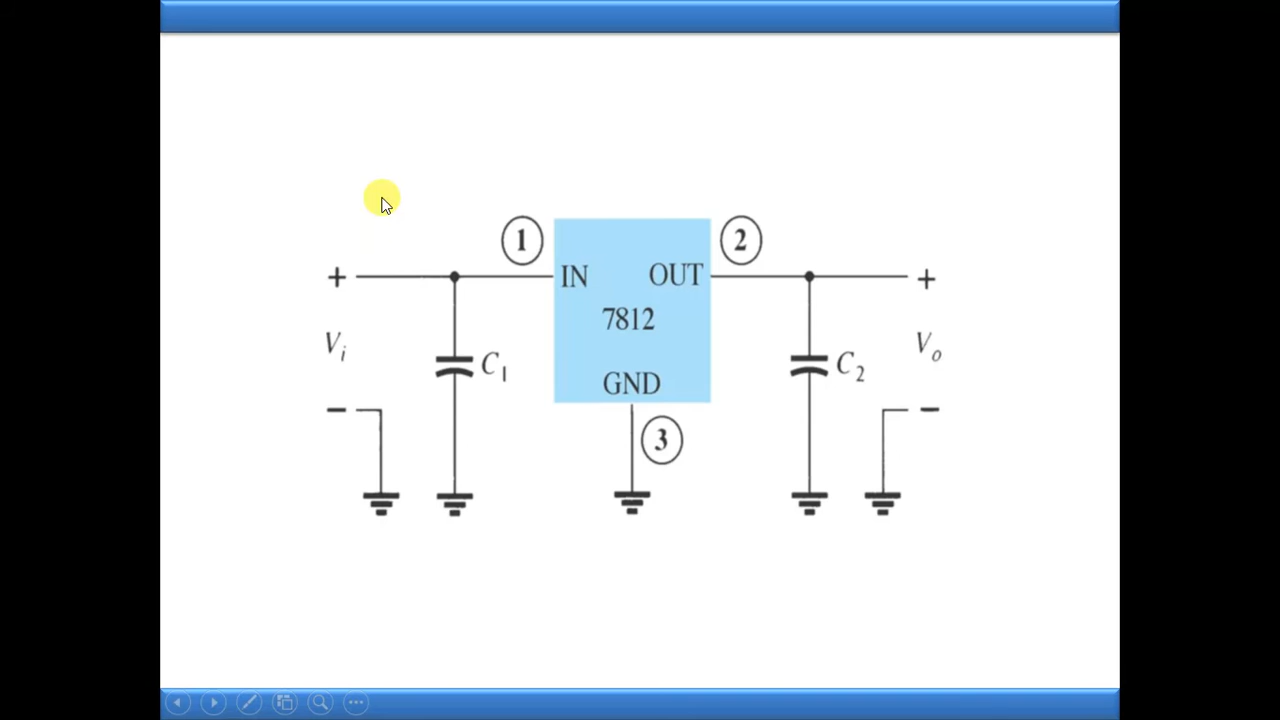 1
2
+
IN
OUT
+
7812
Vi
C1
C2
Vo
GND
-
-
3